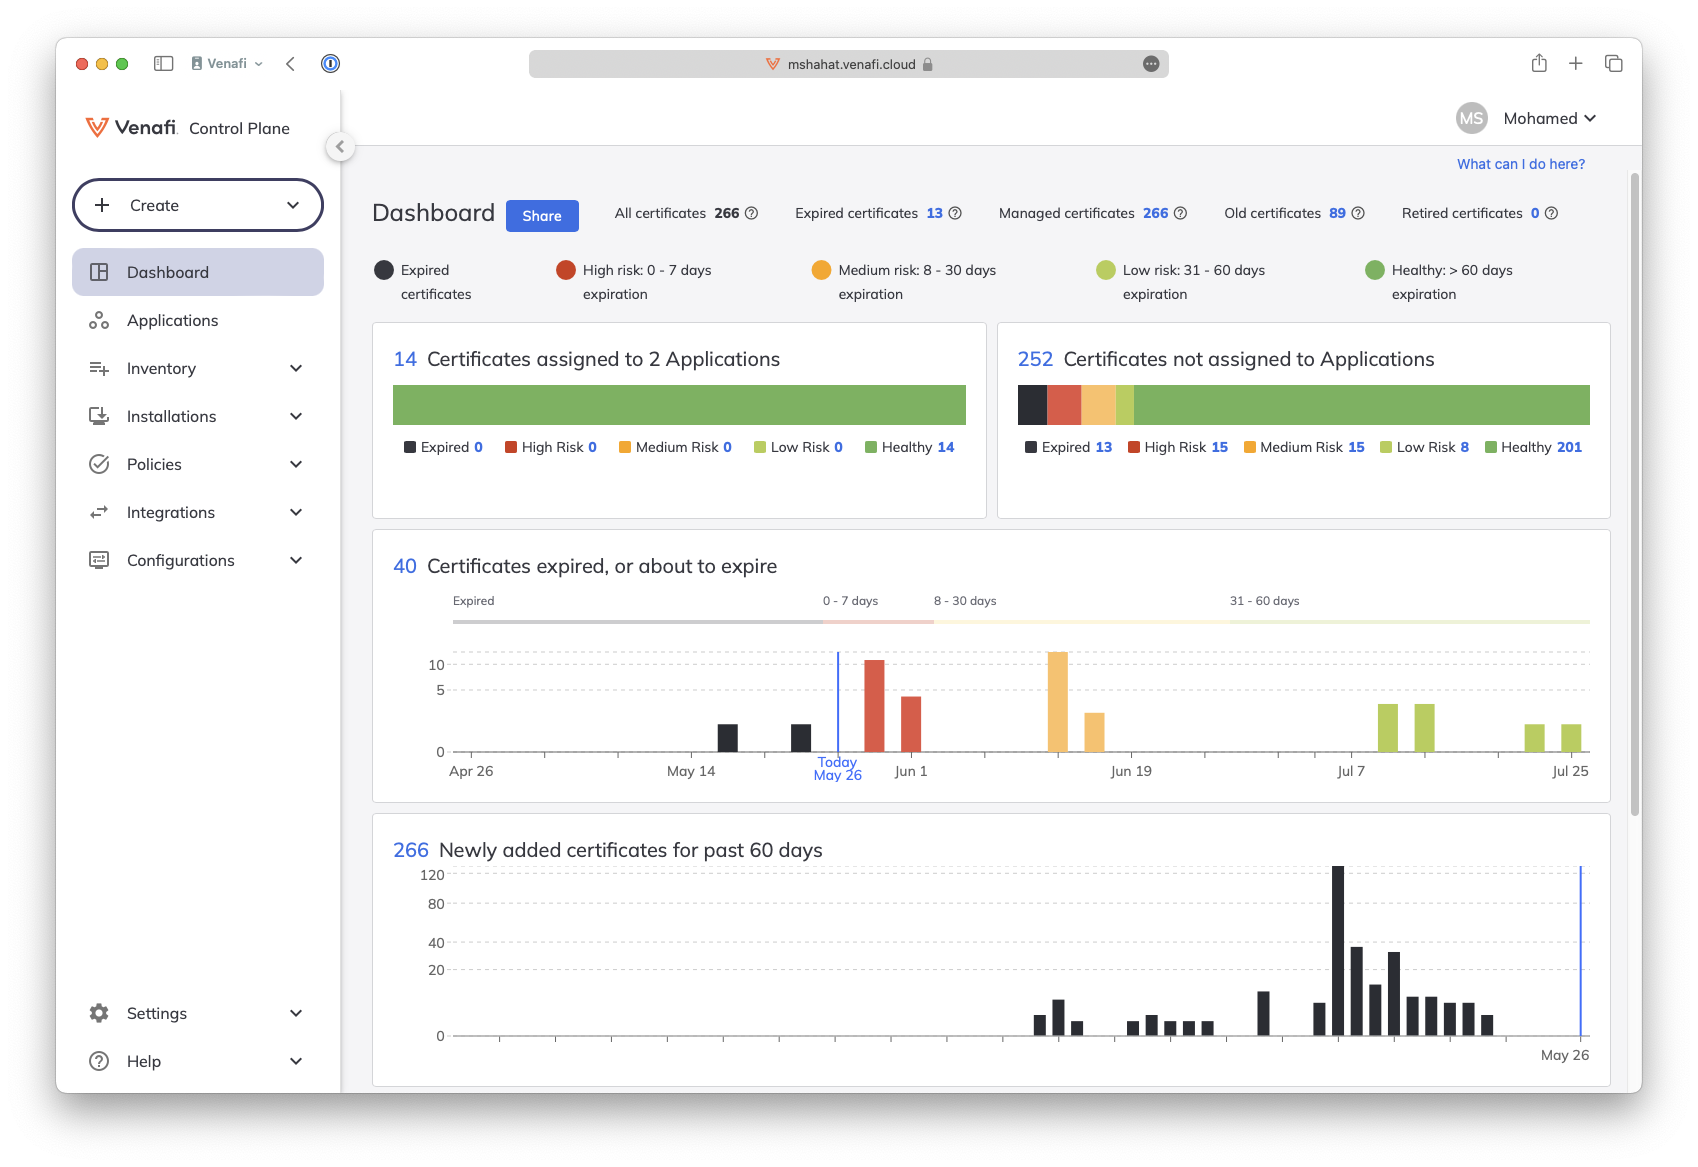 Venafi
mshahat.venafi.cloud
Venafi Control Plane
MS Mohamed
What can I do here?
Create
Dashboard
Applications
Inventory
Installations
Policies
Integrations
Configurations
Settings
Help
Dashboard Share All certificates 266 Expired certificates 13 Managed certificates 266 Old certificates 89 Retired certificates 0
Expired
certificates
High risk: 0 - 7 days
expiration
Medium risk: 8 - 30 days
expiration
Low risk: 31 - 60 days
expiration
Healthy: > 60 days
expiration
14 Certificates assigned to 2 Applications
Expired 0 High Risk 0 Medium Risk 0 Low Risk 0 Healthy 14
252 Certificates not assigned to Applications
Expired 13 High Risk 15 Medium Risk 15 Low Risk 8 Healthy 201
40 Certificates expired, or about to expire
Expired 0 - 7 days 8 - 30 days 31 - 60 days
10
5
0
Apr 26 May 14 Today Jun 1 Jun 19 Jul 7 Jul 25
May 26
266 Newly added certificates for past 60 days
120
80
40
20
0
May 26